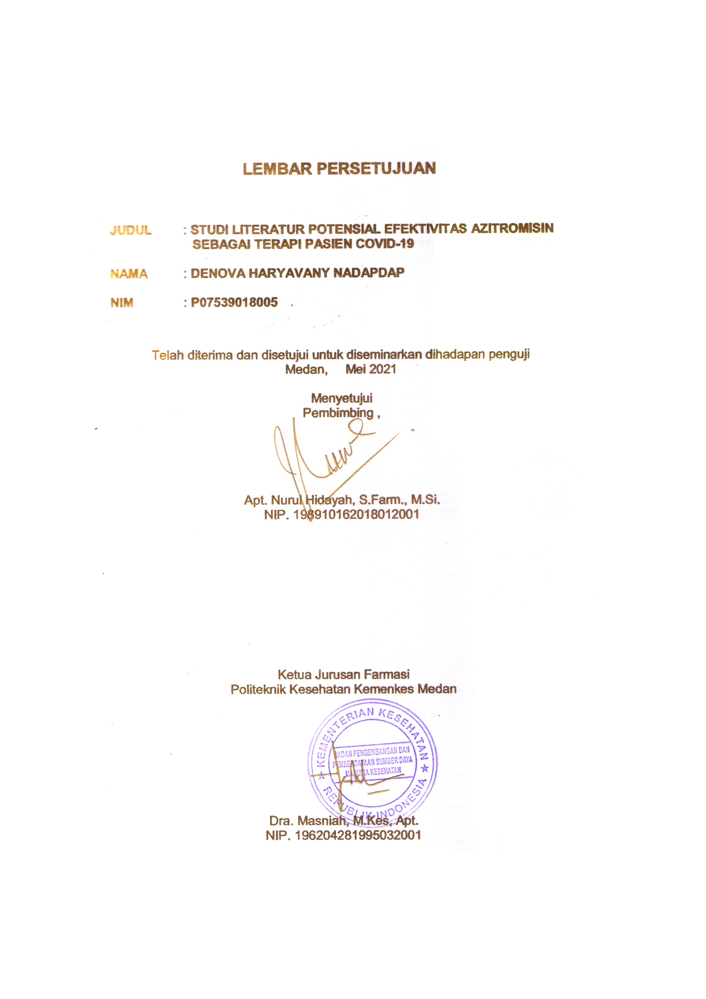 LEMBAR PERSETUJUAN
JUDUL : STUDI LITERATUR POTENSIAL EFEKTIVITAS AZITROMISIN
SEBAGAI TERAPI PASIEN COVID-19
NAMA : DENOVA HARYAVANY NADAPDAP
NIM : P07539018005
Telah diterima dan disetujui untuk diseminarkan dihadapan penguji
Medan, Mei 2021
Menyetujui
Pembimbing ,
Apt. Nurul Hidayah, S.Farm., M.Si.
NIP. 198910162018012001
Ketua Jurusan Farmasi
Politeknik Kesehatan Kemenkes Medan
★ KEMENTERIAN KESEHATAN ★
BADAN PENGEMBANGAN DAN
PEMBERDAYAAN SUMBER DAYA
MANUSIA KESEHATAN
REPUBLIK INDONESIA
Dra. Masniah, M.Kes, Apt.
NIP. 196204281995032001